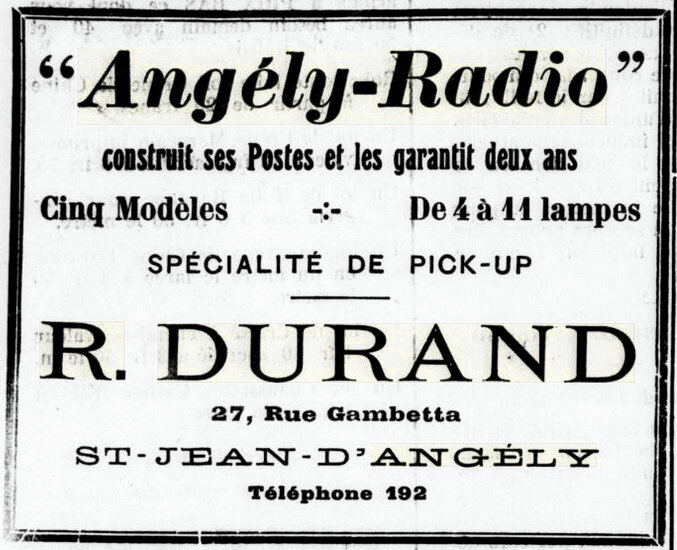 “Angély-Radio”
construit ses Postes et les garantit deux ans
Cinq Modèles -:- De 4 à 11 lampes
SPÉCIALITÉ DE PICK-UP
R. DURAND
27, Rue Gambetta
ST-JEAN-D'ANGÉLY
Téléphone 192